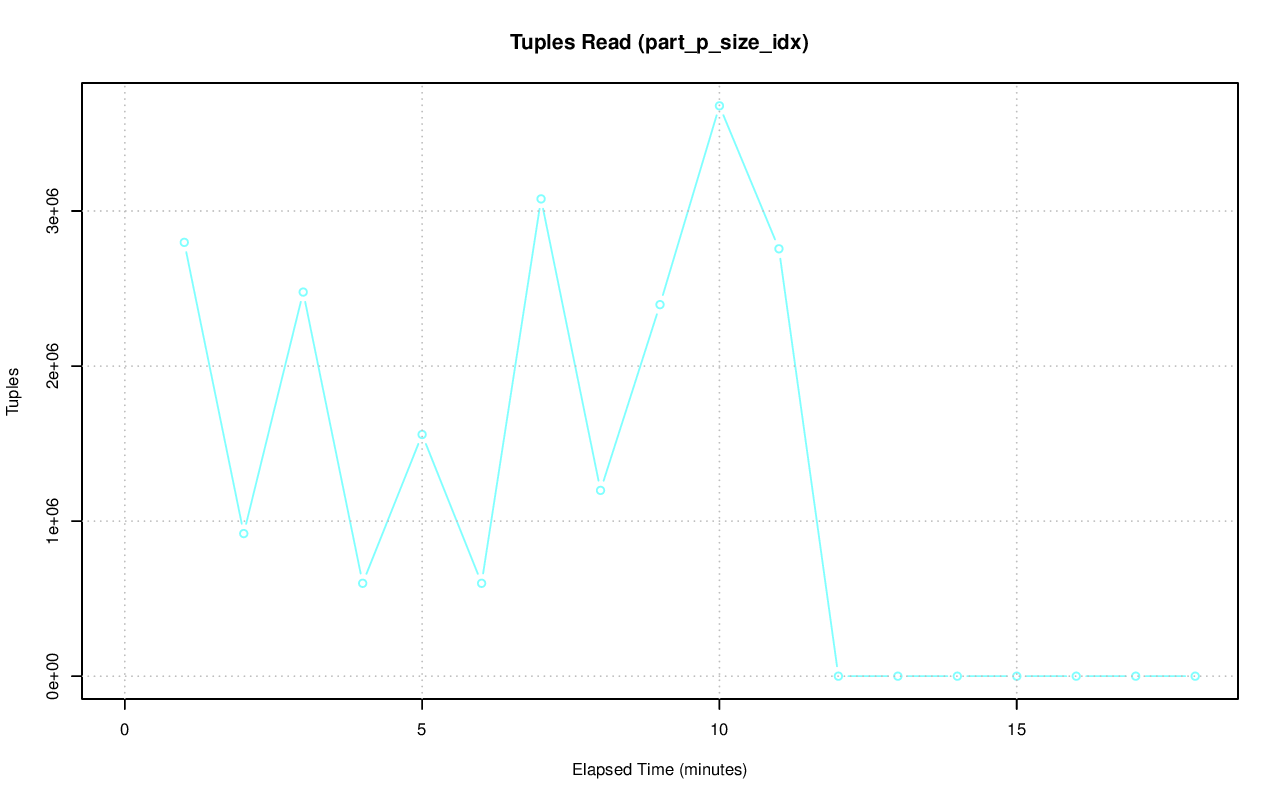 Tuples Read (part_p_size_idx)
3e+06
2e+06
1e+06
0e+00
Tuples
0 5 10 15
Elapsed Time (minutes)